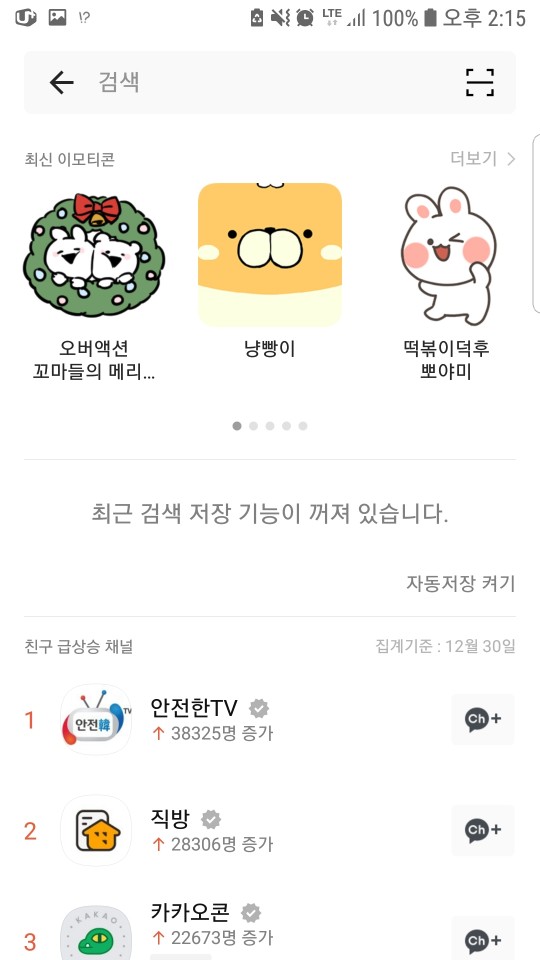 !?
LTE 100% 오후 2:15
검색
최신 이모티콘 더보기
오버액션
꼬마들의 메리...
냥빵이
떡볶이덕후
뽀야미
최근 검색 저장 기능이 꺼져 있습니다.
자동저장 켜기
친구 급상승 채널 집계기준 : 12월 30일
1
안전韓 TV
안전한TV
↑ 38325명 증가
Ch+
2
직방
↑ 28306명 증가
Ch+
3
KAKAO
카카오콘
↑ 22673명 증가
Ch+